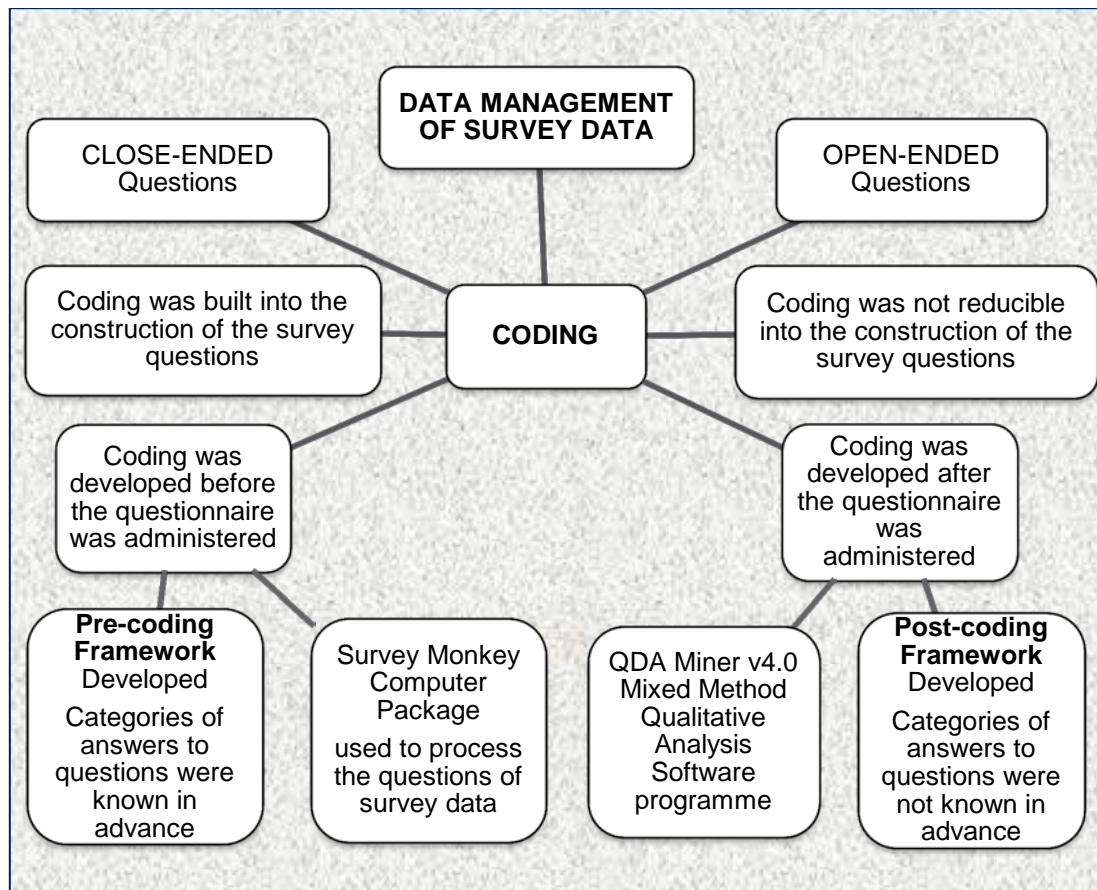 DATA MANAGEMENT
OF SURVEY DATA
CLOSE-ENDED
Questions
OPEN-ENDED
Questions
Coding was built into the
construction of the survey
questions
CODING
Coding was not reducible
into the construction of the
survey questions
Coding was
developed before
the questionnaire
was administered
Coding was
developed after
the questionnaire
was
administered
Pre-coding
Framework
Developed
Categories of
answers to
questions were
known in
advance
Survey Monkey
Computer
Package
used to process
the questions of
survey data
QDA Miner v4.0
Mixed Method
Qualitative
Analysis
Software
programme
Post-coding
Framework
Developed
Categories of
answers to
questions were
not known in
advance